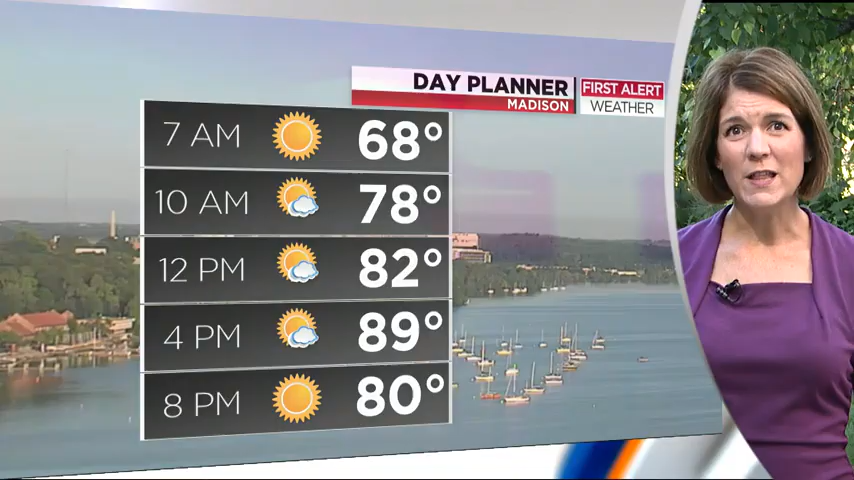 DAY PLANNER
MADISON
FIRST ALERT
WEATHER
7 AM 68°
10 AM 78°
12 PM 82°
4 PM 89°
8 PM 80°